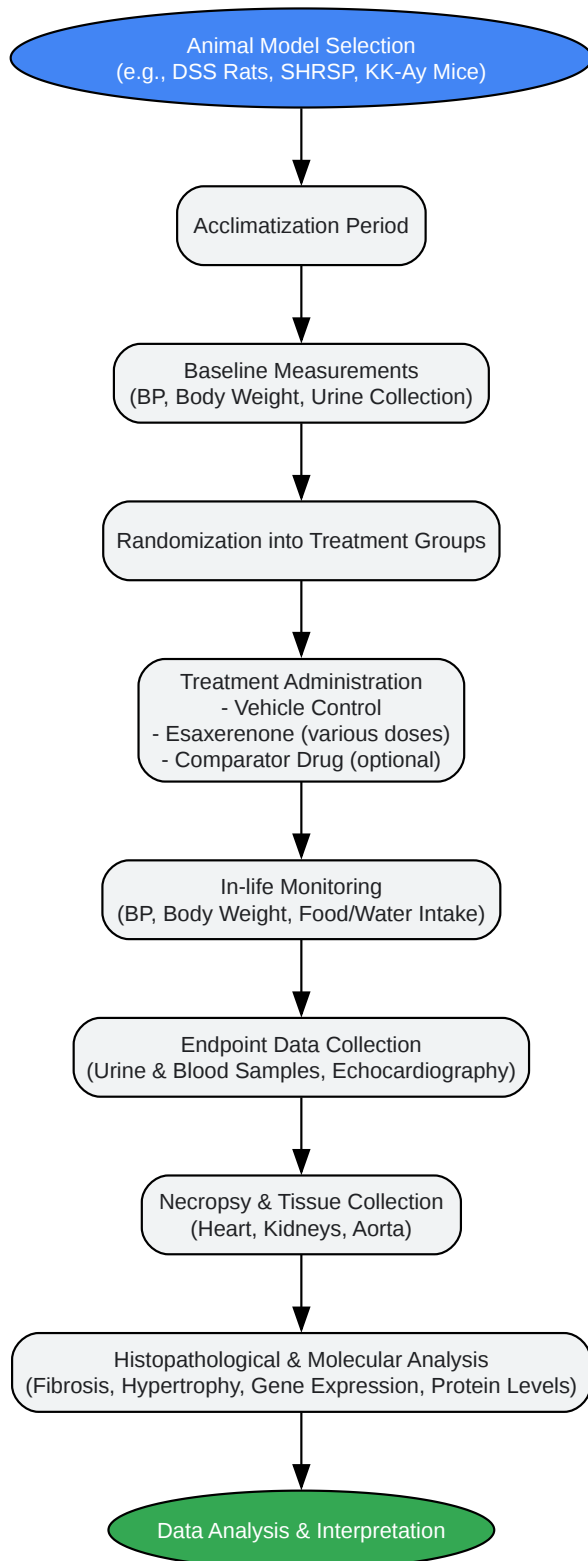 Animal Model Selection
(e.g., DSS Rats, SHRSP, KK-Ay Mice)
Acclimatization Period
Baseline Measurements
(BP, Body Weight, Urine Collection)
Randomization into Treatment Groups
Treatment Administration
- Vehicle Control
- Esaxerenone (various doses)
- Comparator Drug (optional)
In-life Monitoring
(BP, Body Weight, Food/Water Intake)
Endpoint Data Collection
(Urine & Blood Samples, Echocardiography)
Necropsy & Tissue Collection
(Heart, Kidneys, Aorta)
Histopathological & Molecular Analysis
(Fibrosis, Hypertrophy, Gene Expression, Protein Levels)
Data Analysis & Interpretation